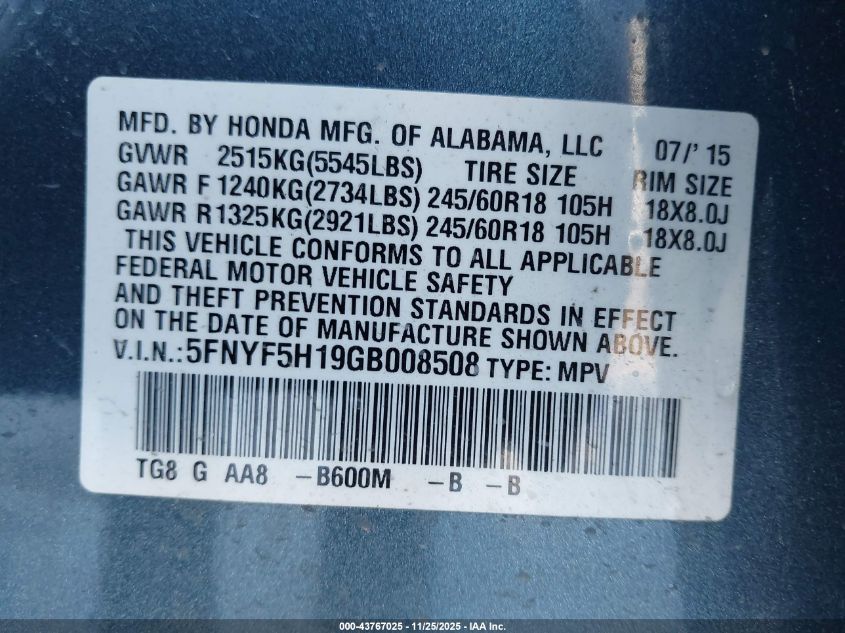 MFD. BY HONDA MFG. OF ALABAMA, LLC 07/' 15
GVWR 2515KG(5545LBS) TIRE SIZE RIM SIZE
GAWR F 1240KG(2734LBS) 245/60R18 105H 18X8.0J
GAWR R 1325KG(2921LBS) 245/60R18 105H 18X8.0J
THIS VEHICLE CONFORMS TO ALL APPLICABLE
FEDERAL MOTOR VEHICLE SAFETY
AND THEFT PREVENTION STANDARDS IN EFFECT
ON THE DATE OF MANUFACTURE SHOWN ABOVE.
V.I.N.:5FNYF5H19GB008508 TYPE: MPV
TG8 G AA8 -B600M -B -B
000-43767025 - 11/25/2025 - IAA Inc.